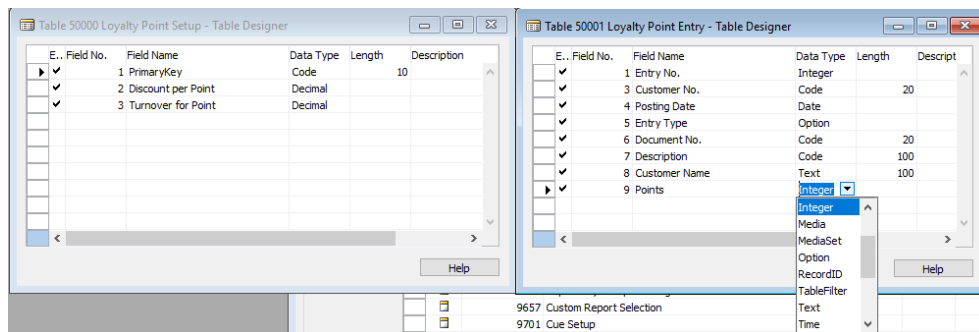 Table 50000 Loyalty Point Setup - Table Designer
E.. Field No. Field Name Data Type Length Description
1 PrimaryKey Code 10
2 Discount per Point Decimal
3 Turnover for Point Decimal
Help
Table 50001 Loyalty Point Entry - Table Designer
E.. Field No. Field Name Data Type Length Descript
1 Entry No. Integer
3 Customer No. Code 20
4 Posting Date Date
5 Entry Type Option
6 Document No. Code 20
7 Description Code 100
8 Customer Name Text 100
9 Points Integer
Integer
Media
MediaSet
Option
RecordID
TableFilter
Text
Time
Help
9657 Custom Report Selection
9701 Cue Setup